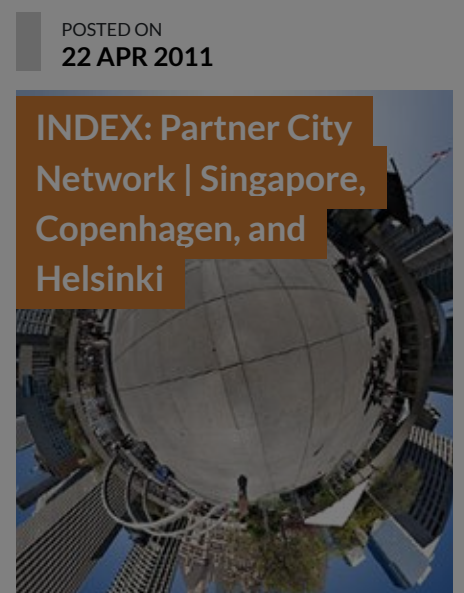 POSTED ON
22 APR 2011
INDEX: Partner City
Network | Singapore,
Copenhagen, and
Helsinki